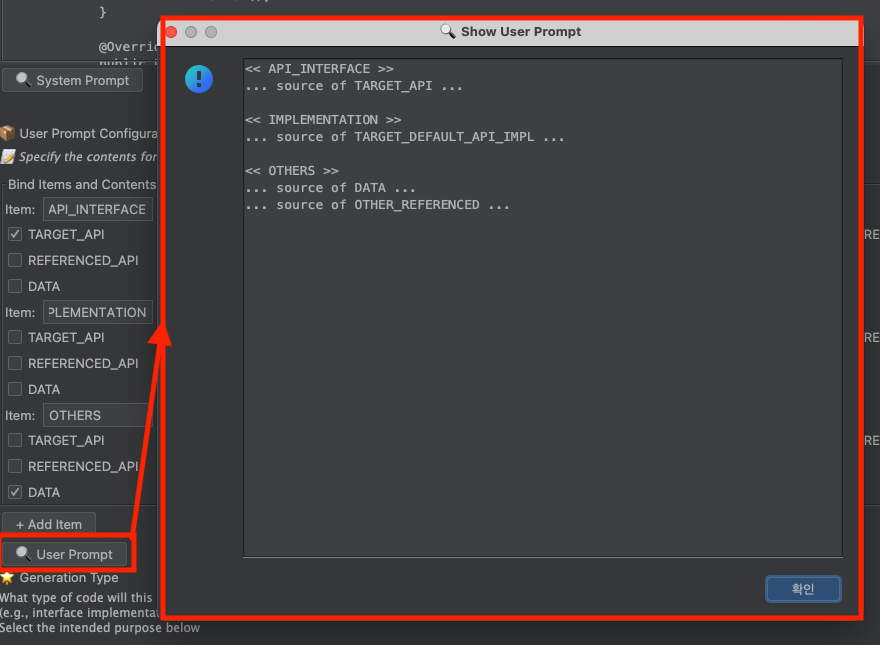 }
@Overri
System Prompt
User Prompt Configura
Specify the contents for
Bind Items and Contents
Item: API_INTERFACE
TARGET_API
RE
REFERENCED_API
DATA
Item: PLEMENTATION
TARGET_API
RE
REFERENCED_API
DATA
Item: OTHERS
TARGET_API
RE
REFERENCED_API
DATA
+ Add Item
User Prompt
Generation Type
What type of code will this
(e.g., interface implementa
Select the intended purpose below
Show User Prompt
<< API_INTERFACE >>
... source of TARGET_API ...
<< IMPLEMENTATION >>
... source of TARGET_DEFAULT_API_IMPL ...
<< OTHERS >>
... source of DATA ...
... source of OTHER_REFERENCED ...
확인